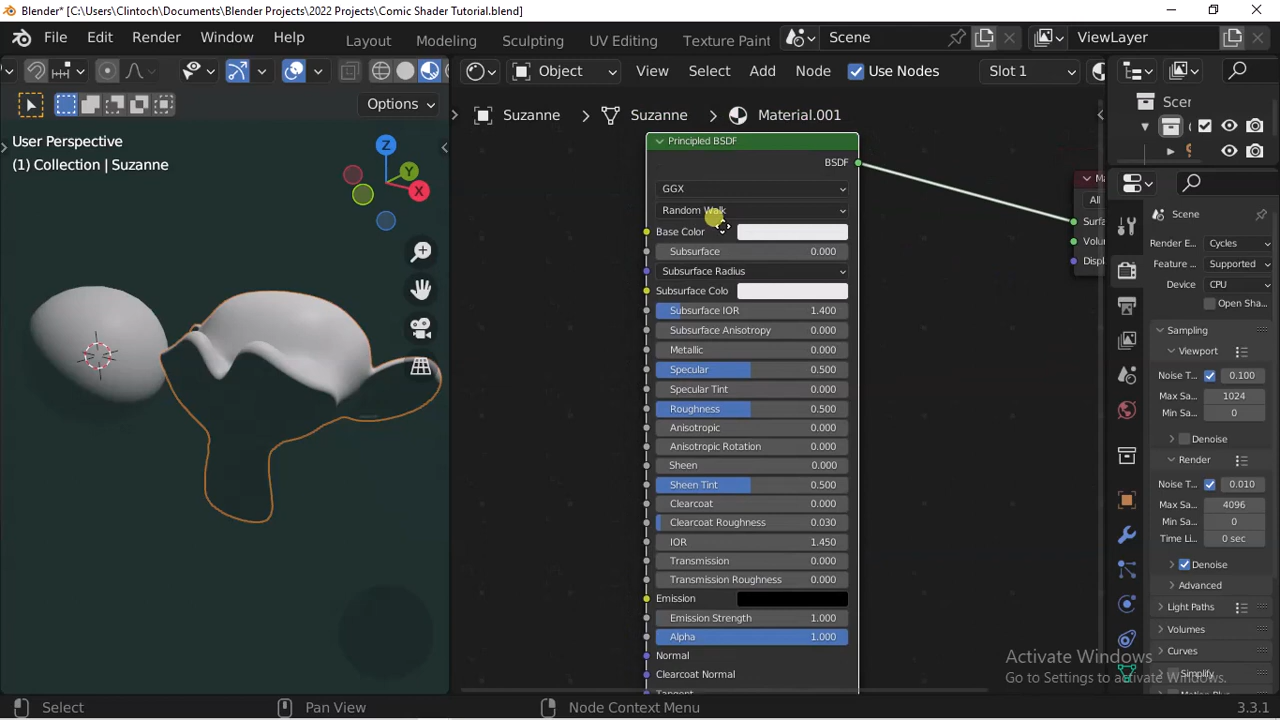 Blender* [C:\Users\Clintoch\Documents\Blender Projects\2022 Projects\Comic Shader Tutorial.blend]
File Edit Render Window Help Layout Modeling Sculpting UV Editing Texture Paint Scene ViewLayer
Object View Select Add Node Use Nodes Slot 1
Options
User Perspective
(1) Collection | Suzanne
Z
Y
X
Suzanne > Suzanne > Material.001
Principled BSDF
BSDF
GGX
Random Walk
Base Color
Subsurface 0.000
Subsurface Radius
Subsurface Colo
Subsurface IOR 1.400
Subsurface Anisotropy 0.000
Metallic 0.000
Specular 0.500
Specular Tint 0.000
Roughness 0.500
Anisotropic 0.000
Anisotropic Rotation 0.000
Sheen 0.000
Sheen Tint 0.500
Clearcoat 0.000
Clearcoat Roughness 0.030
IOR 1.450
Transmission 0.000
Transmission Roughness 0.000
Emission
Emission Strength 1.000
Alpha 1.000
Normal
Clearcoat Normal
Tangent
Ma
All
Surfa
Volu
Displ
Scen
Scene
Render E... Cycles
Feature ... Supported
Device CPU
Open Sha...
Sampling
Viewport
Noise T... 0.100
Max Sa... 1024
Min Sa... 0
Denoise
Render
Noise T... 0.010
Max Sa... 4096
Min Sa... 0
Time Li... 0 sec
Denoise
Advanced
Light Paths
Volumes
Curves
Simplify
Activate Windows
Go to Settings to activate Windows.
Select Pan View Node Context Menu 3.3.1